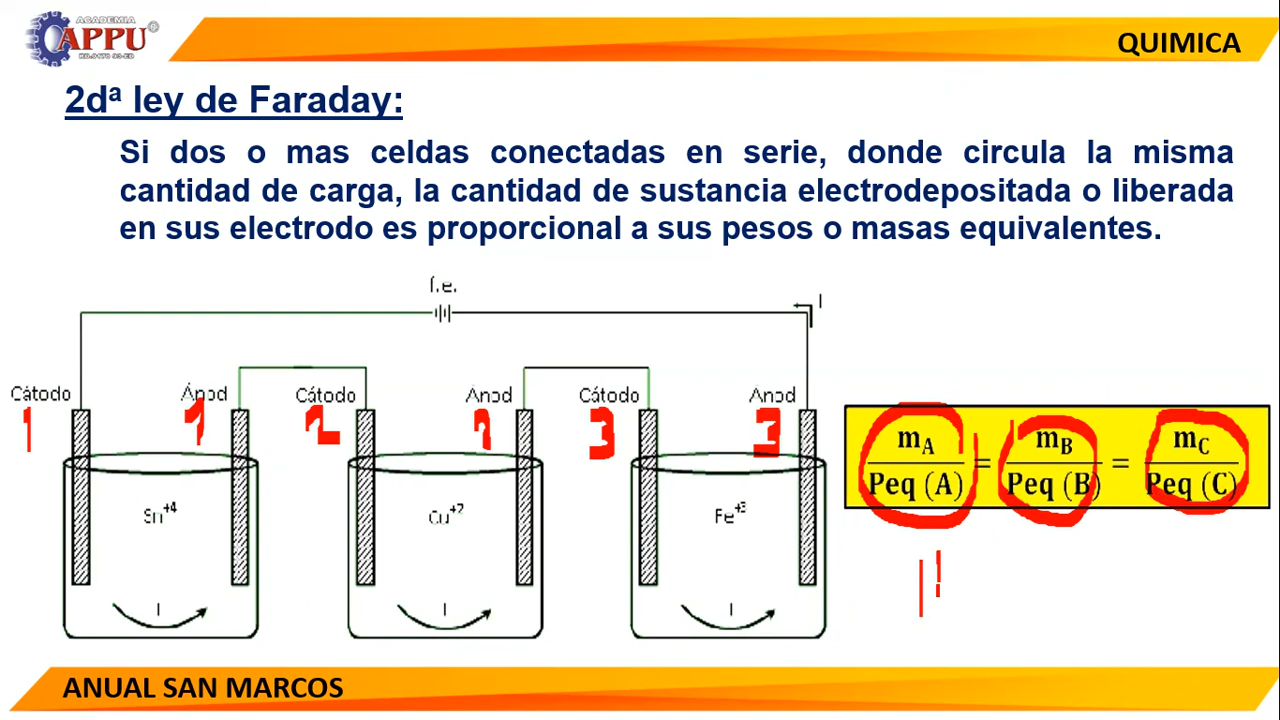 ACADEMIA
CAPPU®
QUIMICA
2dª ley de Faraday:
Si dos o mas celdas conectadas en serie, donde circula la misma
cantidad de carga, la cantidad de sustancia electrodepositada o liberada
en sus electrodo es proporcional a sus pesos o masas equivalentes.
f.e.
I
Cátodo Ánod Cátodo Anod Cátodo Anod
1 1 2 2 3 3
Sn+4 Cu+2 Fe+3
I I I
mA = mB = mC
Peq (A) Peq (B) Peq (C)
ANUAL SAN MARCOS